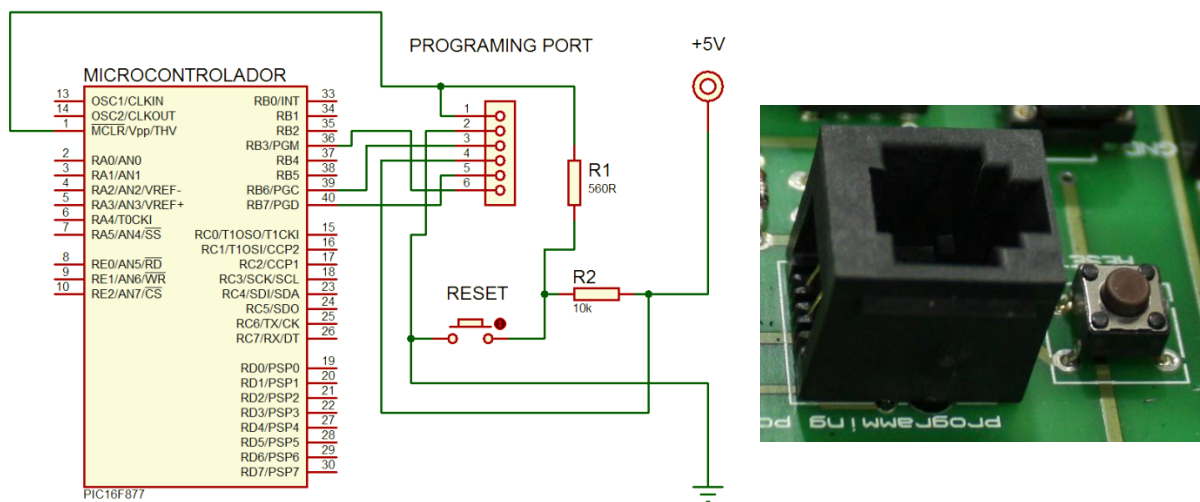 PROGRAMING PORT
+5V
MICROCONTROLADOR
13 OSC1/CLKIN
14 OSC2/CLKOUT
1 MCLR/Vpp/THV
2 RA0/AN0
3 RA1/AN1
4 RA2/AN2/VREF-
5 RA3/AN3/VREF+
6 RA4/T0CKI
7 RA5/AN4/SS
8 RE0/AN5/RD
9 RE1/AN6/WR
10 RE2/AN7/CS
RB0/INT 33
RB1 34
RB2 35
RB3/PGM 36
RB4 37
RB5 38
RB6/PGC 39
RB7/PGD 40
RC0/T1OSO/T1CKI 15
RC1/T1OSI/CCP2 16
RC2/CCP1 17
RC3/SCK/SCL 18
RC4/SDI/SDA 23
RC5/SDO 24
RC6/TX/CK 25
RC7/RX/DT 26
RD0/PSP0 19
RD1/PSP1 20
RD2/PSP2 21
RD3/PSP3 22
RD4/PSP4 27
RD5/PSP5 28
RD6/PSP6 29
RD7/PSP7 30
PIC16F877
1
2
3
4
5
6
R1
560R
R2
10k
RESET
programming